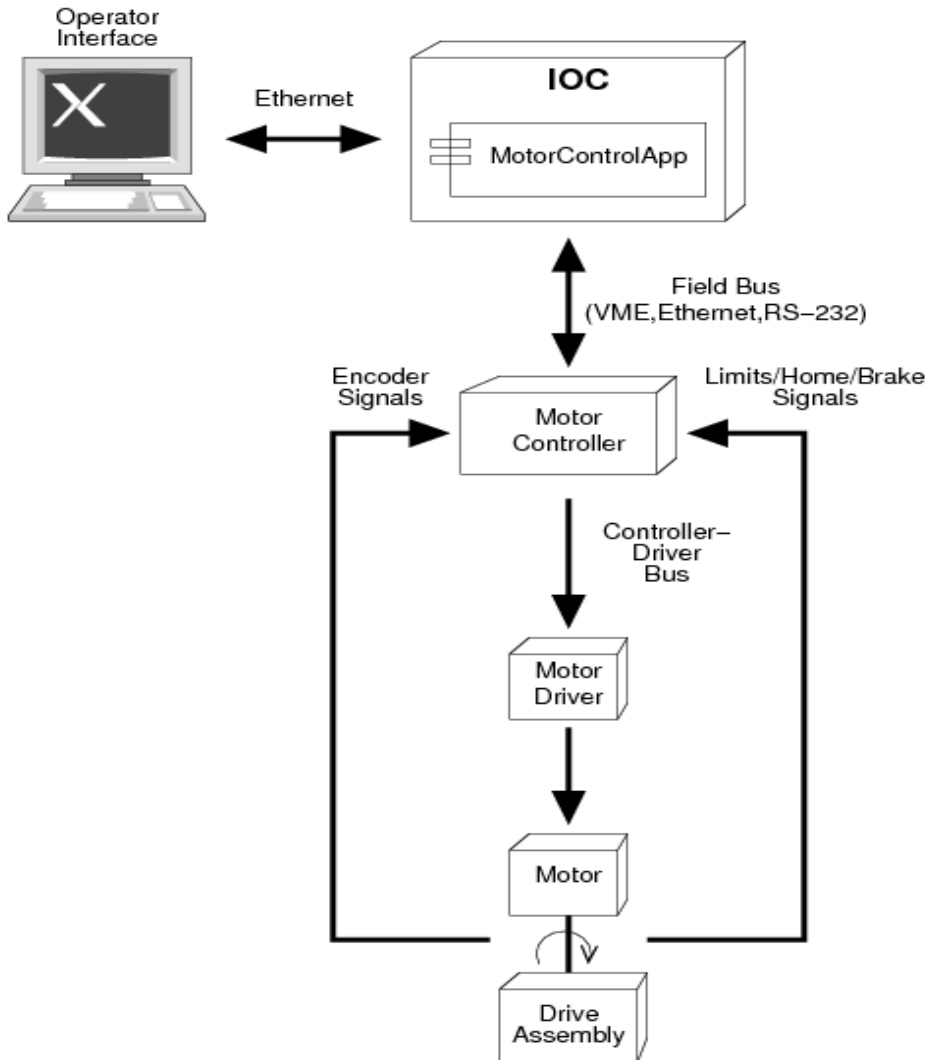 Operator
Interface
Ethernet
IOC
MotorControlApp
Field Bus
(VME,Ethernet,RS−232)
Encoder
Signals
Limits/Home/Brake
Signals
Motor
Controller
Controller−
Driver
Bus
Motor
Driver
Motor
Drive
Assembly